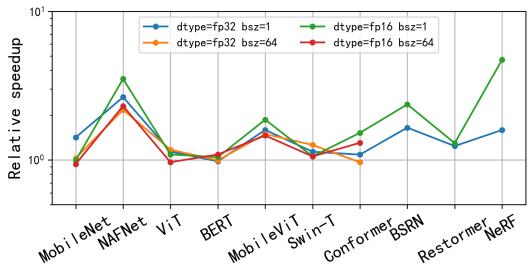 10¹
dtype=fp32 bsz=1
dtype=fp16 bsz=1
dtype=fp32 bsz=64
dtype=fp16 bsz=64
Relative speedup
10⁰
MobileNet
NAFNet
ViT
BERT
MobileViT
Swin-T
Conformer
BSRN
Restormer
NeRF